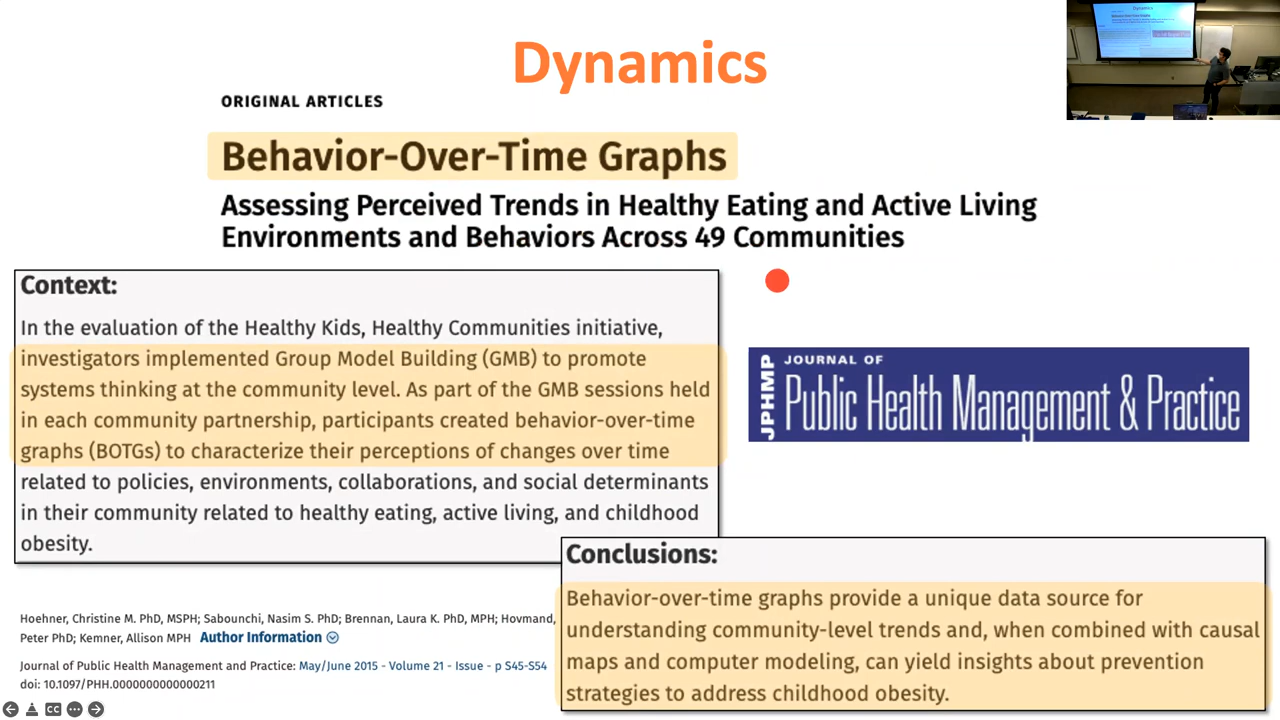 Dynamics
ORIGINAL ARTICLES
Behavior-Over-Time Graphs
Assessing Perceived Trends in Healthy Eating and Active Living
Environments and Behaviors Across 49 Communities
Context:
In the evaluation of the Healthy Kids, Healthy Communities initiative,
investigators implemented Group Model Building (GMB) to promote
systems thinking at the community level. As part of the GMB sessions held
in each community partnership, participants created behavior-over-time
graphs (BOTGs) to characterize their perceptions of changes over time
related to policies, environments, collaborations, and social determinants
in their community related to healthy eating, active living, and childhood
obesity.
JPHMP
JOURNAL OF
Public Health Management & Practice
Conclusions:
Behavior-over-time graphs provide a unique data source for
understanding community-level trends and, when combined with causal
maps and computer modeling, can yield insights about prevention
strategies to address childhood obesity.
Hoehner, Christine M. PhD, MSPH; Sabounchi, Nasim S. PhD; Brennan, Laura K. PhD, MPH; Hovmand,
Peter PhD; Kemner, Allison MPH Author Information
Journal of Public Health Management and Practice: May/June 2015 - Volume 21 - Issue - p S45-S54
doi: 10.1097/PHH.0000000000000211
CC
Dynamics